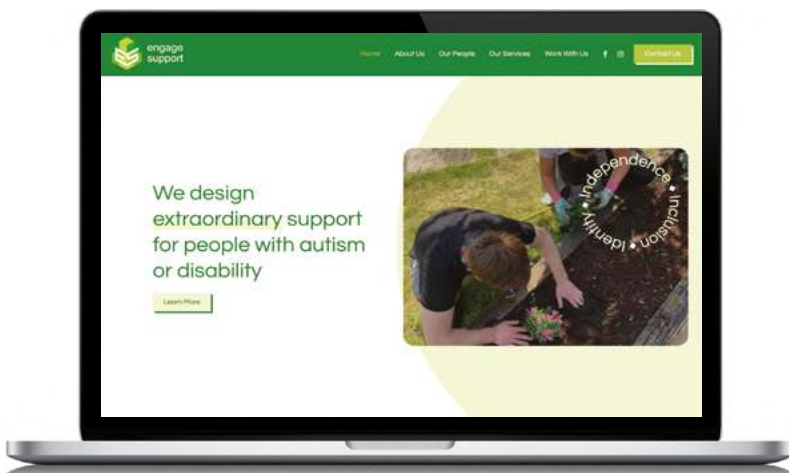 engage
support
Home About Us Our People Our Services Work With Us Contact Us
We design
extraordinary support
for people with autism
or disability
Learn More
Independence • Inclusion • Identity •